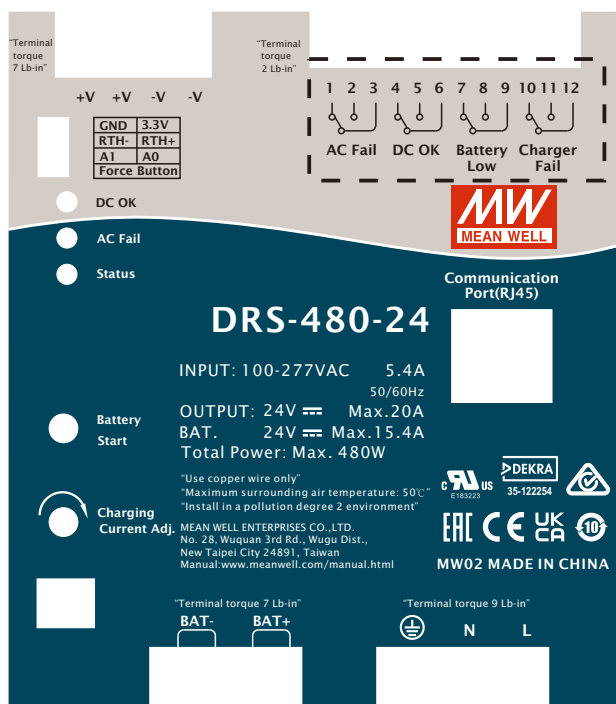 “Terminal
torque
7 Lb-in”
“Terminal
torque
2 Lb-in”
+V +V -V -V
1 2 3 4 5 6 7 8 9 10 11 12
GND 3.3V
RTH- RTH+
A1 A0
Force Button
AC Fail DC OK Battery Low Charger Fail
DC OK
AC Fail
Status
MW
MEAN WELL
Communication
Port(RJ45)
DRS-480-24
INPUT: 100-277VAC 5.4A
50/60Hz
OUTPUT: 24V Max.20A
BAT. 24V Max.15.4A
Total Power: Max. 480W
Battery
Start
“Use copper wire only”
“Maximum surrounding air temperature: 50℃”
“Install in a pollution degree 2 environment”
Charging
Current Adj.
MEAN WELL ENTERPRISES CO.,LTD.
No. 28, Wuquan 3rd Rd., Wugu Dist.,
New Taipei City 24891, Taiwan
Manual:www.meanwell.com/manual.html
c RU US
E183223
DEKRA
35-122254
EAC CE UK CA 10
MW02 MADE IN CHINA
“Terminal torque 7 Lb-in”
BAT- BAT+
“Terminal torque 9 Lb-in”
N L